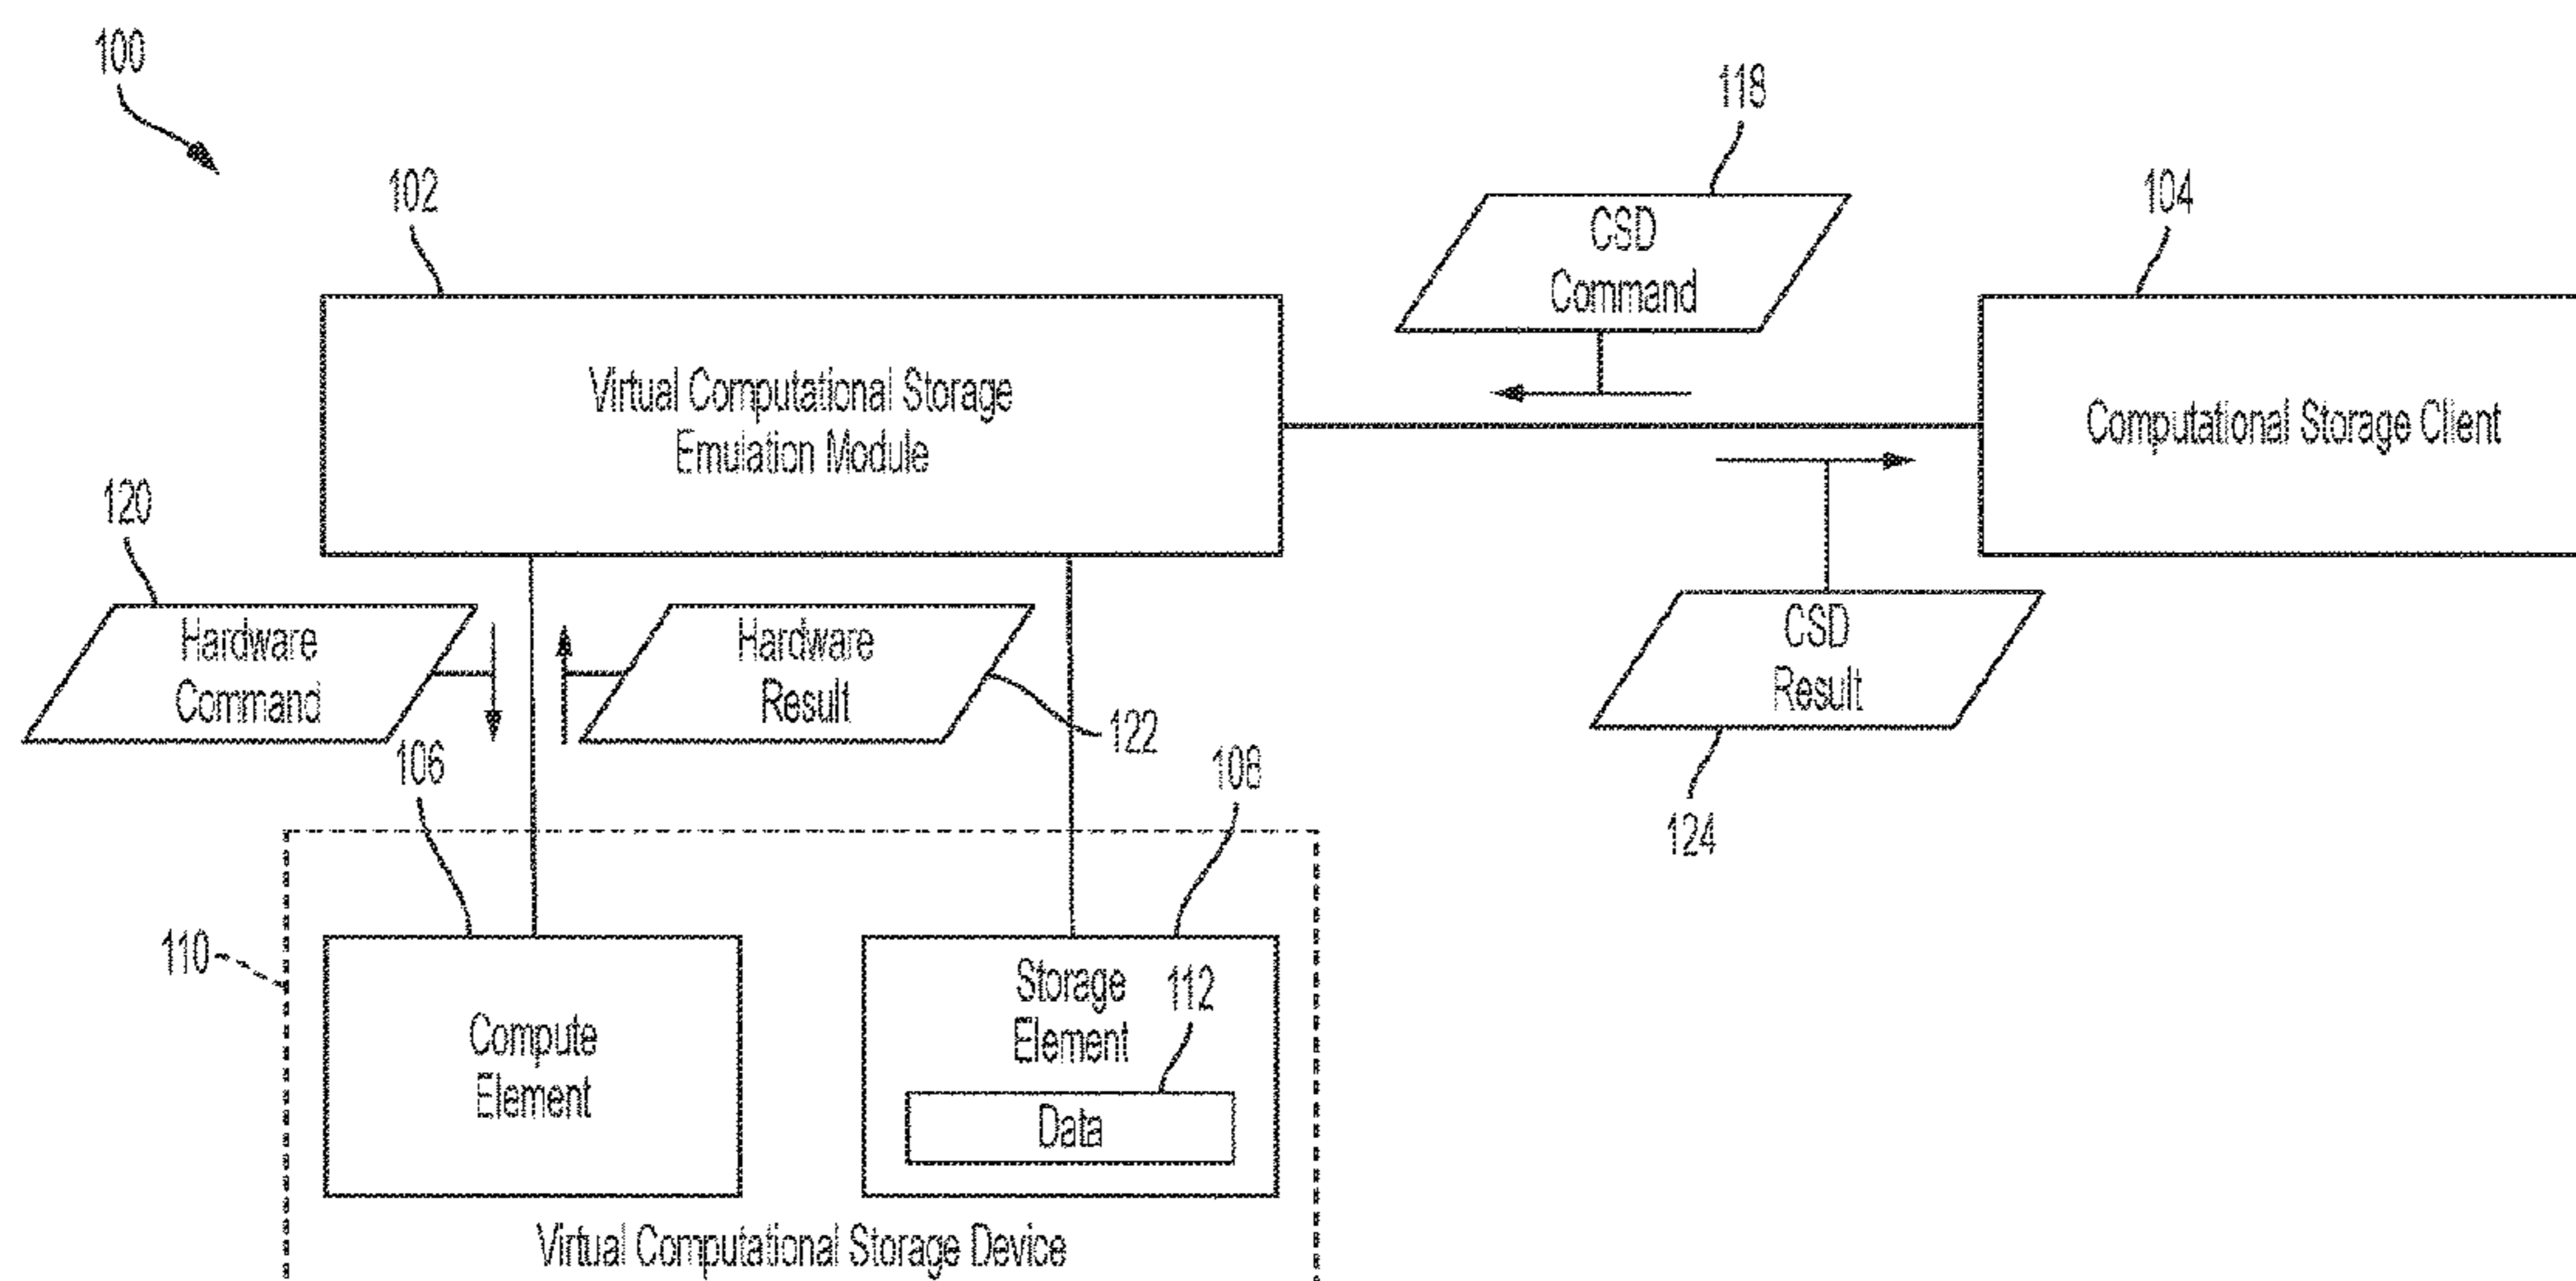 100
118
102
104
CSD
Command
Virtual Computational Storage
Emulation Module
Computational Storage Client
120
Hardware
Command
Hardware
Result
CSD
Result
122
106
108
124
110
Storage
Element
112
Compute
Element
Data
Virtual Computational Storage Device